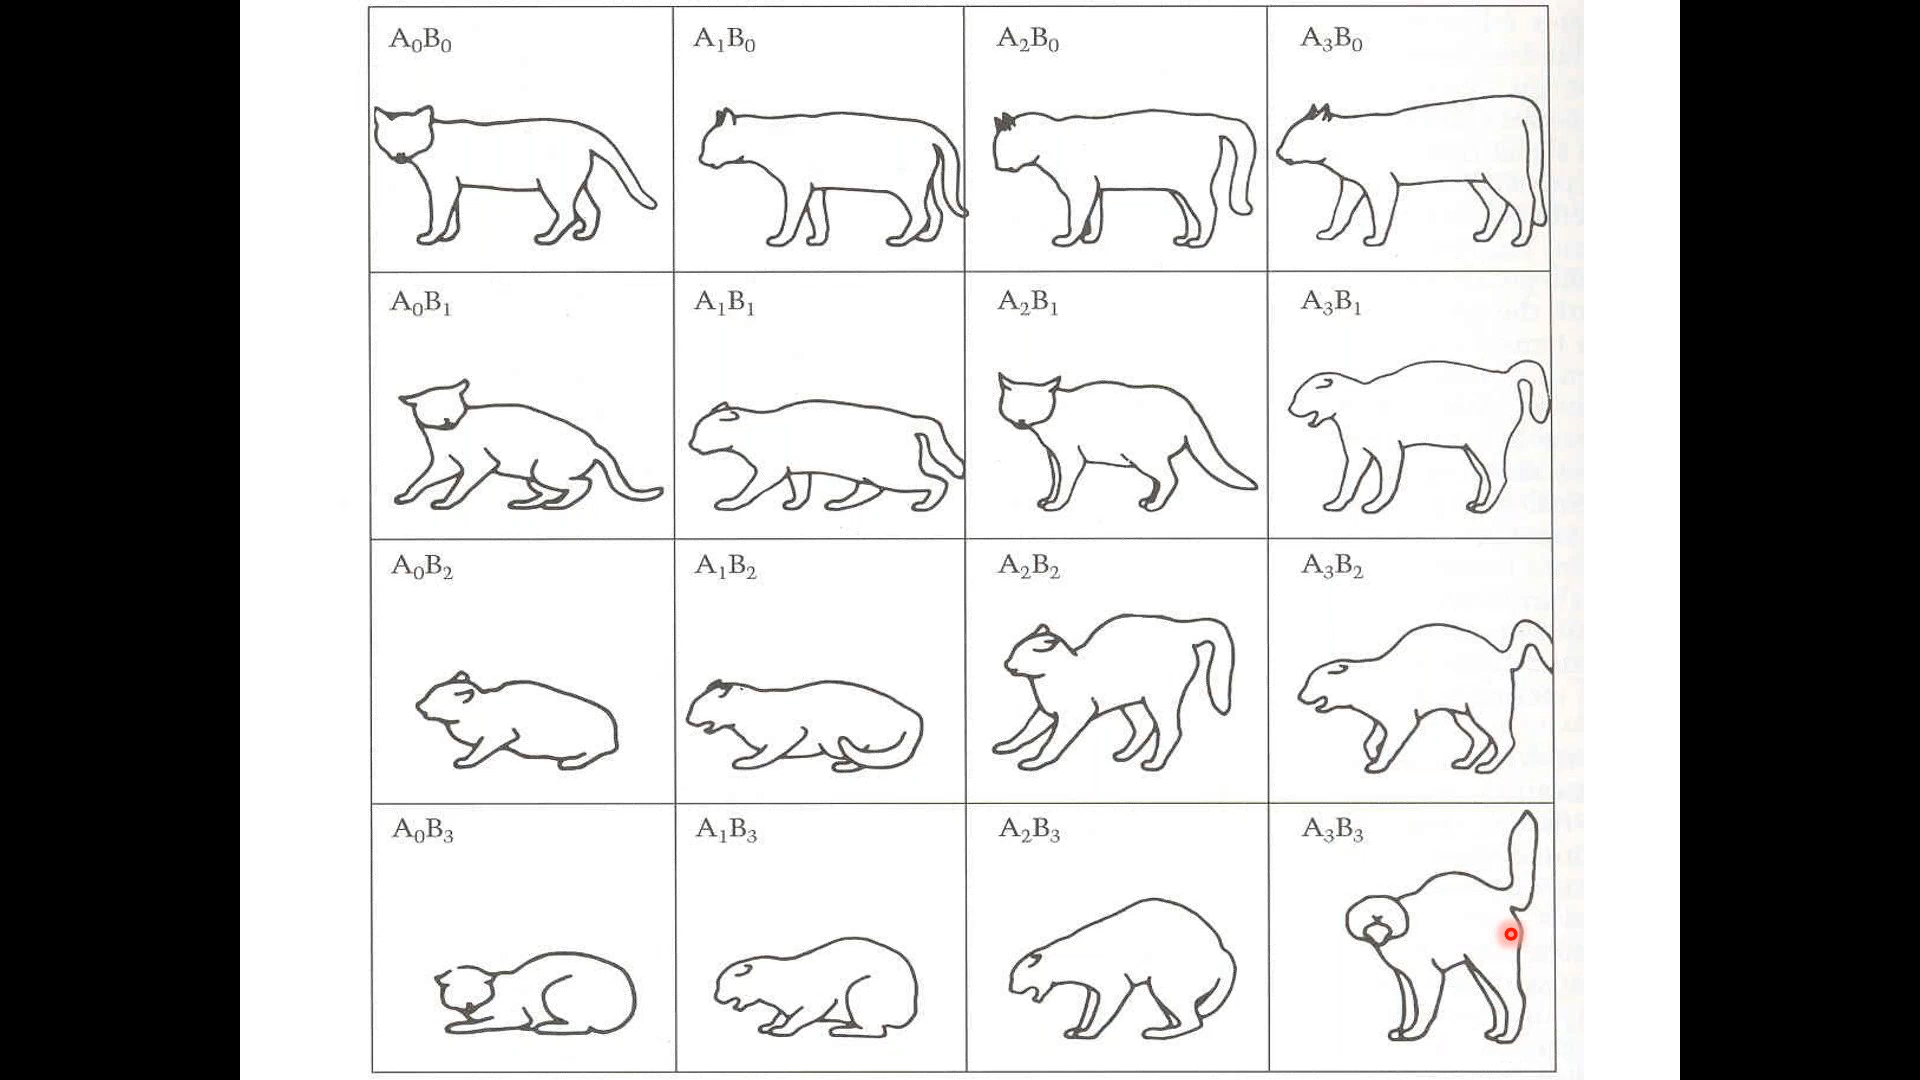 A₀B₀ A₁B₀ A₂B₀ A₃B₀
A₀B₁ A₁B₁ A₂B₁ A₃B₁
A₀B₂ A₁B₂ A₂B₂ A₃B₂
A₀B₃ A₁B₃ A₂B₃ A₃B₃